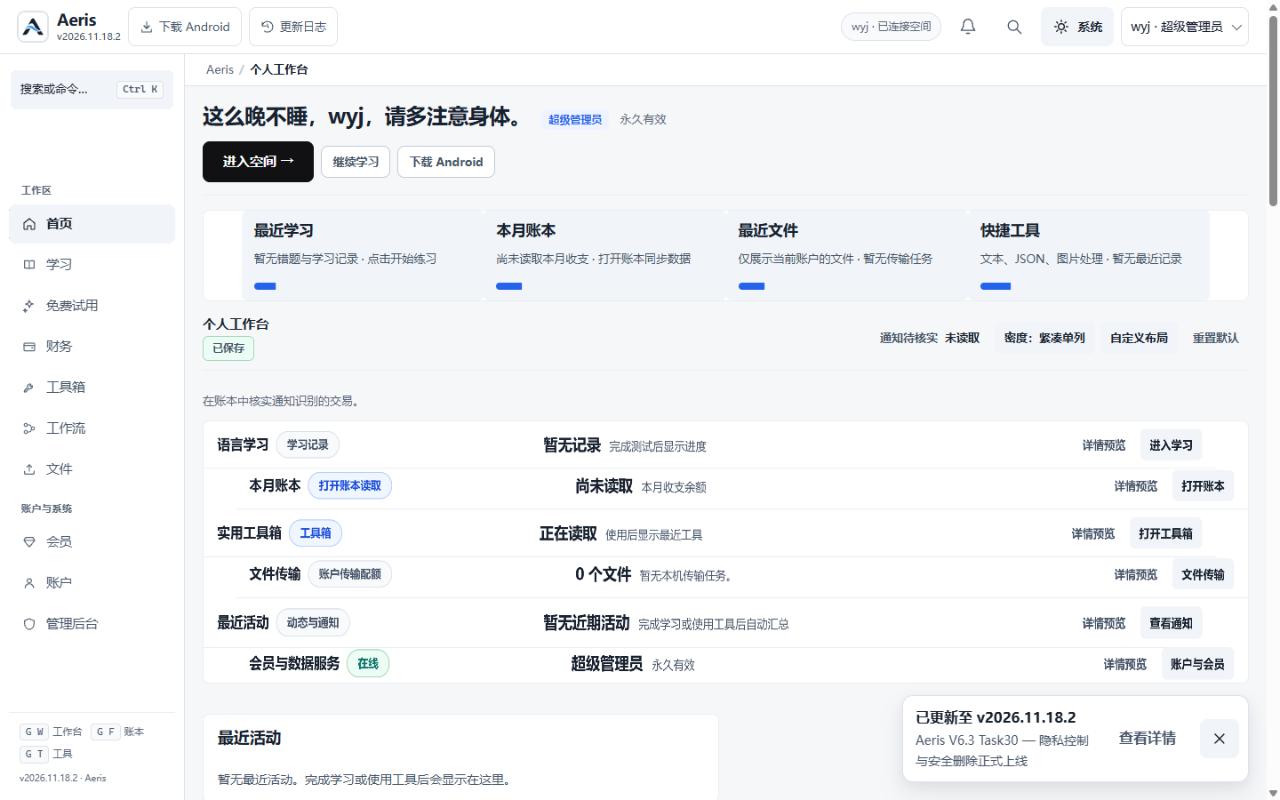 Aeris
v2026.11.18.2
下载 Android
更新日志
wyj · 已连接空间
系统
wyj · 超级管理员
搜索或命令...
Ctrl K
Aeris / 个人工作台
这么晚不睡，wyj，请多注意身体。
超级管理员
永久有效
进入空间 →
继续学习
下载 Android
工作区
首页
学习
免费试用
财务
工具箱
工作流
文件
账户与系统
会员
账户
管理后台
G W 工作台 G F 账本
G T 工具
v2026.11.18.2 · Aeris
最近学习
暂无错题与学习记录 · 点击开始练习
本月账本
尚未读取本月收支 · 打开账本同步数据
最近文件
仅展示当前账户的文件 · 暂无传输任务
快捷工具
文本、JSON、图片处理 · 暂无最近记录
个人工作台
已保存
通知待核实 未读取
密度：紧凑单列
自定义布局
重置默认
在账本中核实通知识别的交易。
语言学习 学习记录 暂无记录 完成测试后显示进度 详情预览 进入学习
本月账本 打开账本读取 尚未读取 本月收支余额 详情预览 打开账本
实用工具箱 工具箱 正在读取 使用后显示最近工具 详情预览 打开工具箱
文件传输 账户传输配额 0 个文件 暂无本机传输任务。 详情预览 文件传输
最近活动 动态与通知 暂无近期活动 完成学习或使用工具后自动汇总 详情预览 查看通知
会员与数据服务 在线 超级管理员 永久有效 详情预览 账户与会员
最近活动
暂无最近活动。完成学习或使用工具后会显示在这里。
已更新至 v2026.11.18.2
Aeris V6.3 Task30 — 隐私控制
与安全删除正式上线
查看详情